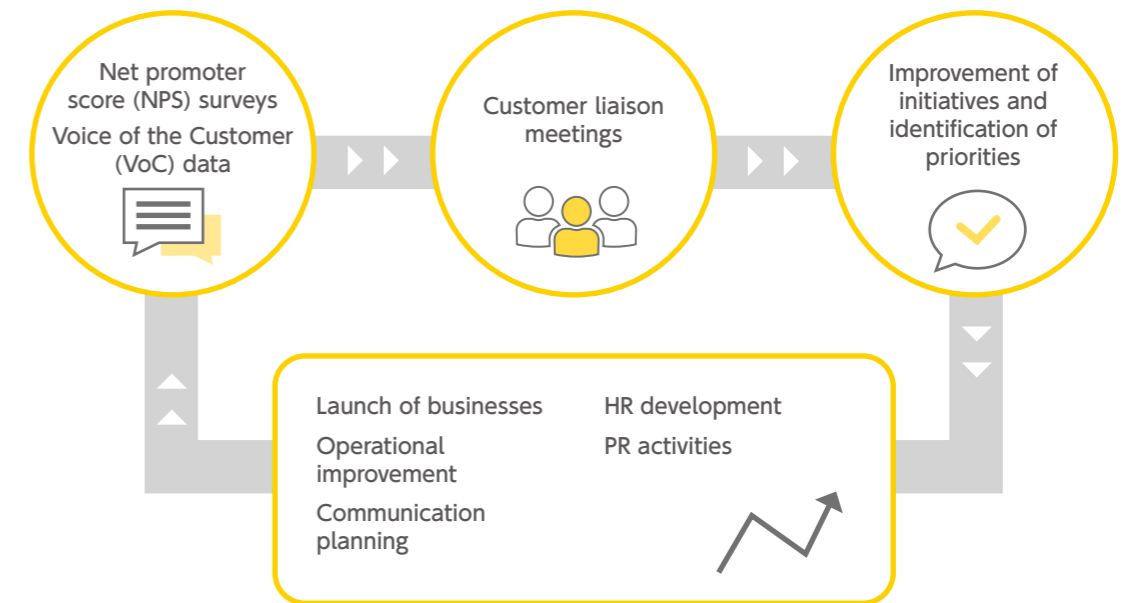 Net promoter
score (NPS) surveys
Voice of the Customer
(VoC) data
Customer liaison
meetings
Improvement of
initiatives and
identification of
priorities
Launch of businesses
Operational
improvement
Communication
planning
HR development
PR activities